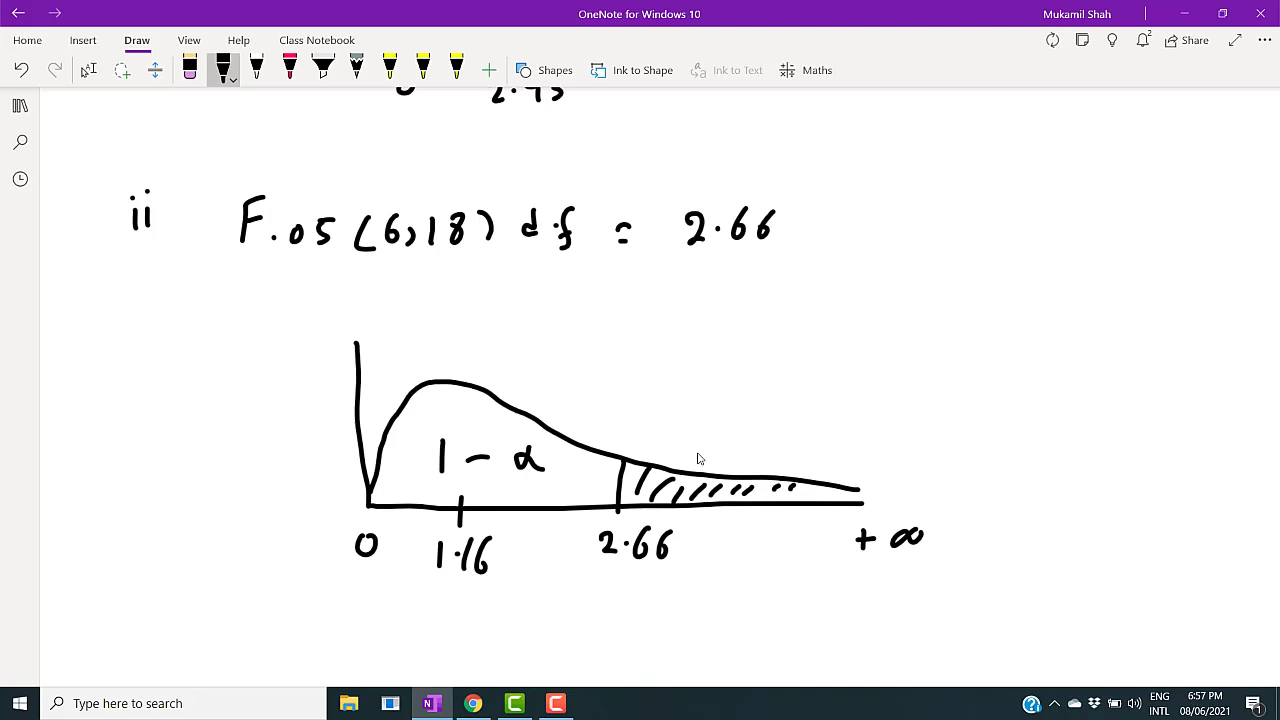 OneNote for Windows 10
Mukamil Shah
Home Insert Draw View Help Class Notebook
Share
Shapes Ink to Shape Ink to Text Maths
2.45
ii F.05 (6,18) d.f = 2.66
1 - α
0 1.16 2.66 + ∞
Type here to search
ENG 6:57 PM
INTL 08/06/2021